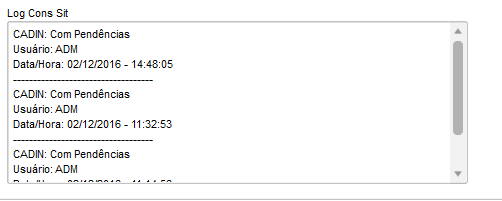 Log Cons Sit
CADIN: Com Pendências
Usuário: ADM
Data/Hora: 02/12/2016 - 14:48:05
-----------------------------------
CADIN: Com Pendências
Usuário: ADM
Data/Hora: 02/12/2016 - 11:32:53
-----------------------------------
CADIN: Com Pendências
Usuário: ADM